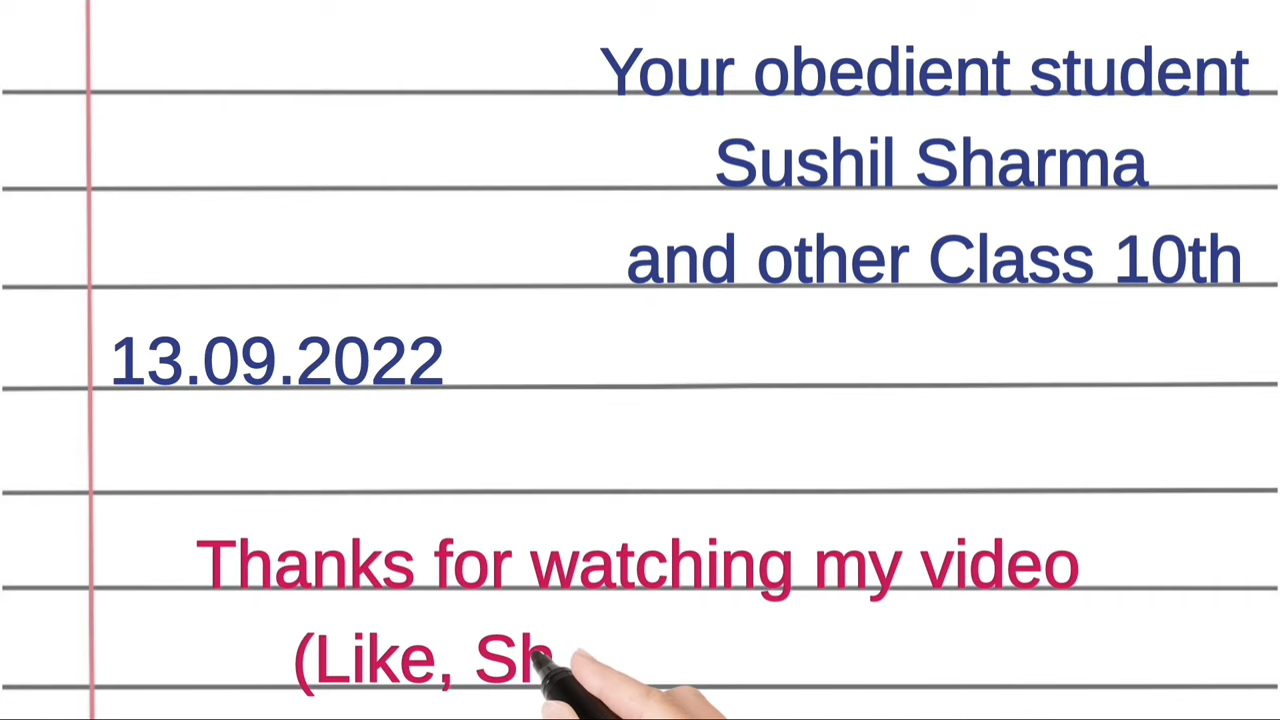 Your obedient student
Sushil Sharma
and other Class 10th
13.09.2022
Thanks for watching my video
(Like, Sh